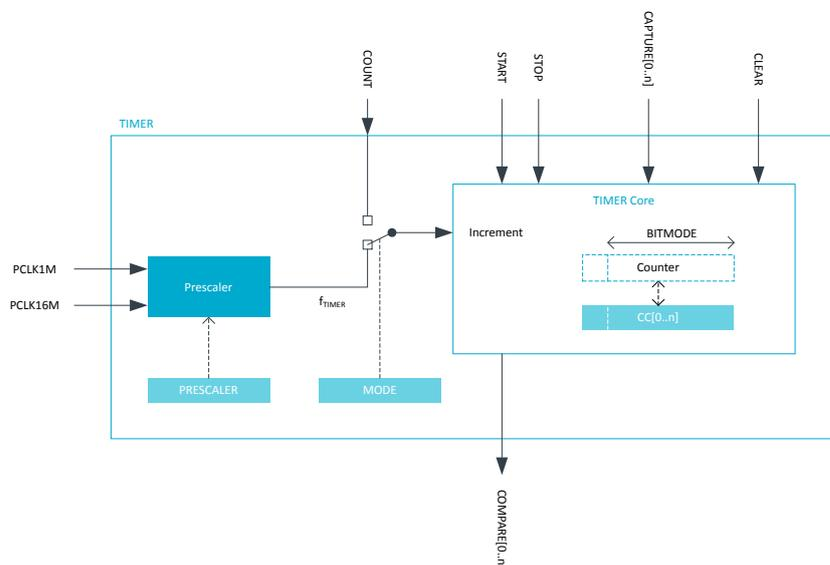 COUNT
START
STOP
CAPTURE[0..n]
CLEAR
TIMER
TIMER Core
Increment
BITMODE
Counter
PCLK1M
Prescaler
PCLK16M
fTIMER
CC[0..n]
PRESCALER
MODE
COMPARE[0..n